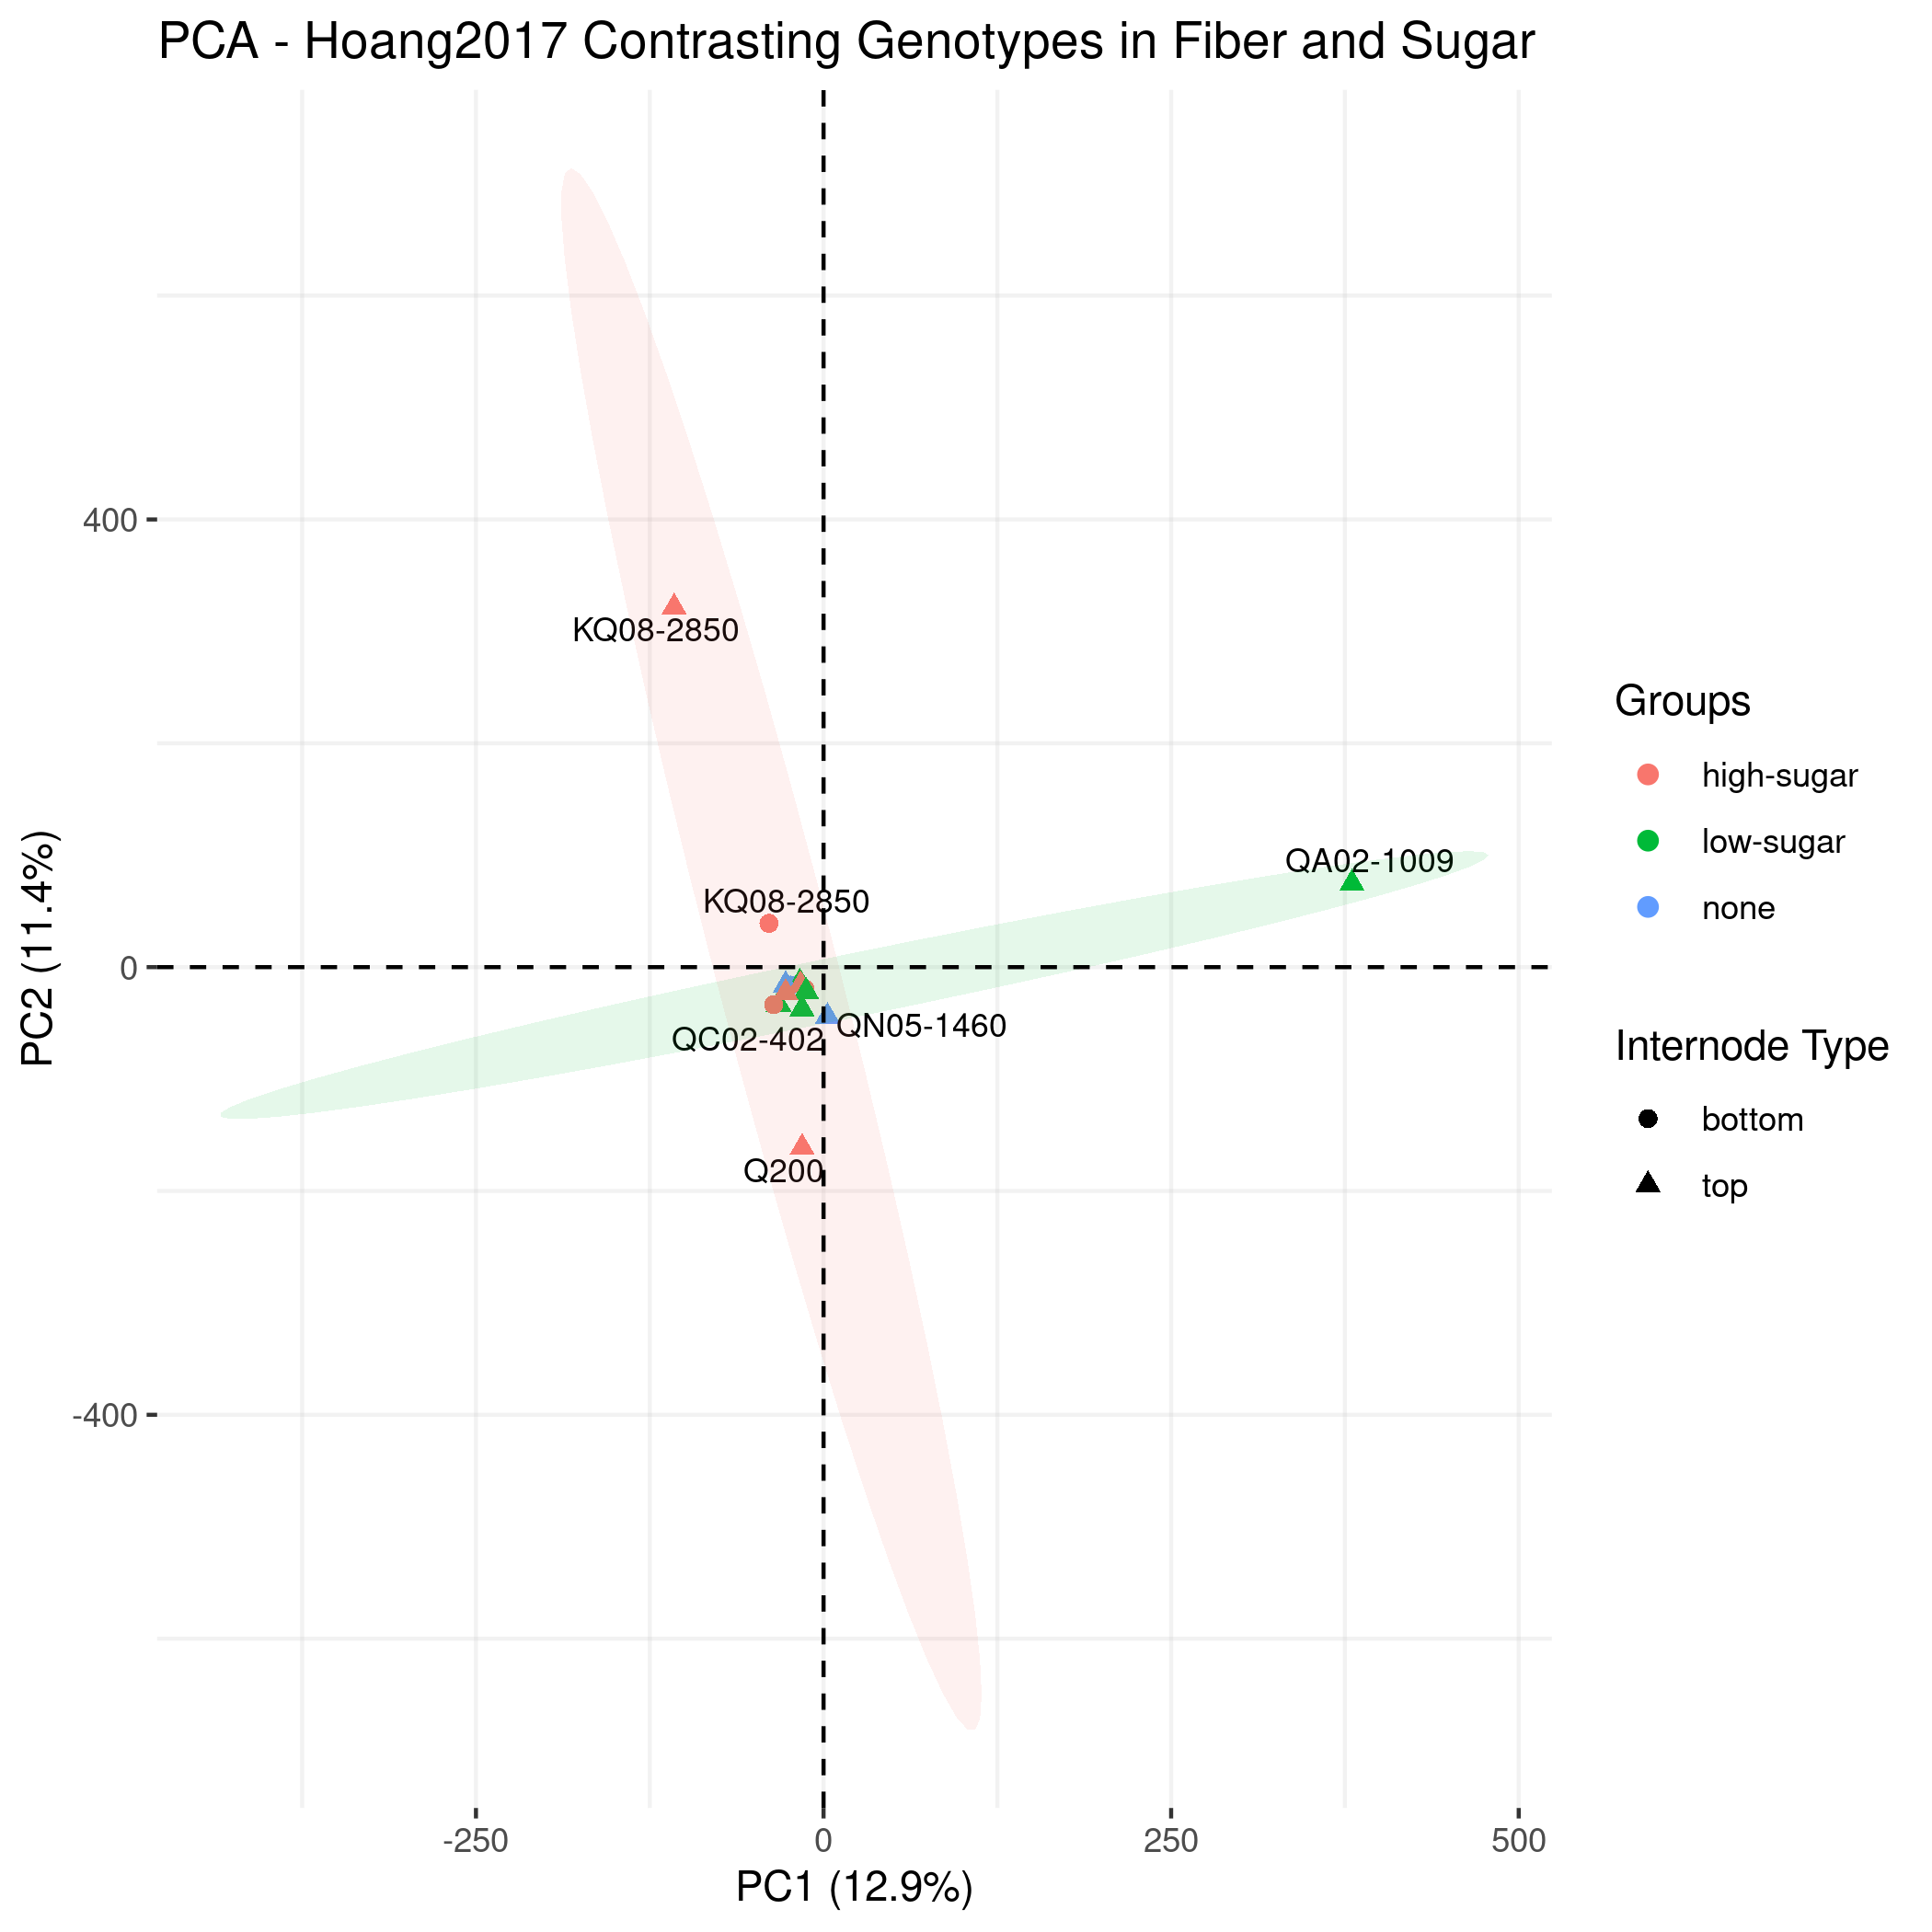 PCA - Hoang2017 Contrasting Genotypes in Fiber and Sugar
PC2 (11.4%)
400
0
-400
KQ08-2850
QA02-1009
KQ08-2850
QN05-1460
QC02-402
Q200
-250
0
250
500
PC1 (12.9%)
Groups
high-sugar
low-sugar
none
Internode Type
bottom
top